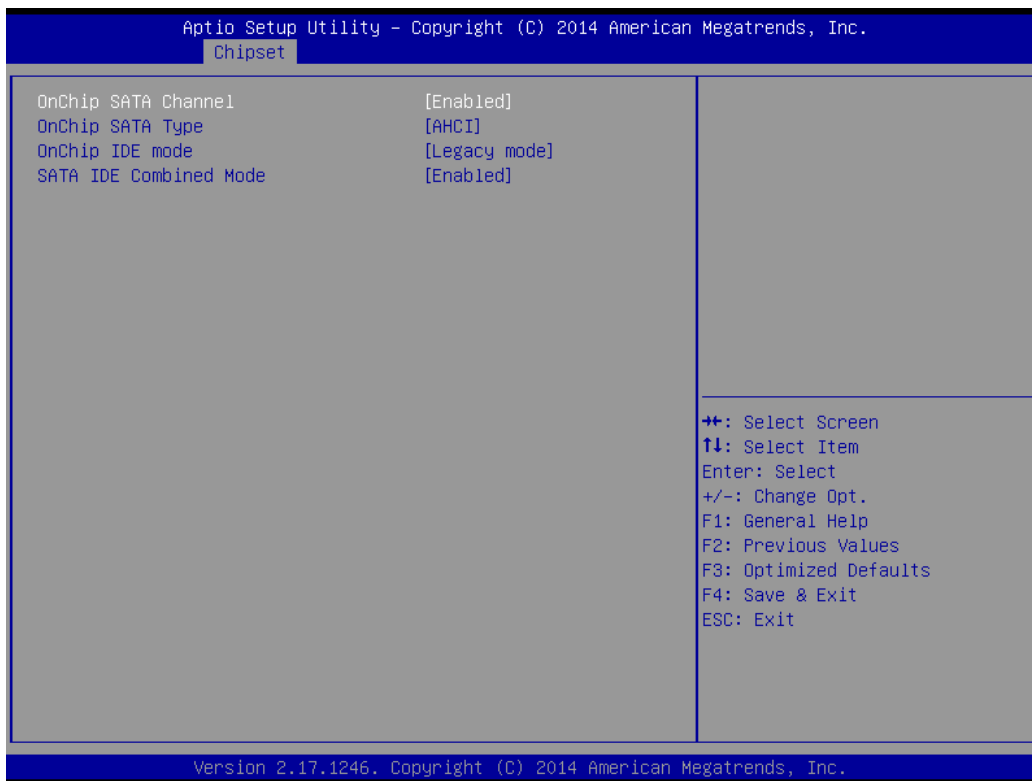 Aptio Setup Utility – Copyright (C) 2014 American Megatrends, Inc.
Chipset
OnChip SATA Channel [Enabled]
OnChip SATA Type [AHCI]
OnChip IDE mode [Legacy mode]
SATA IDE Combined Mode [Enabled]
→←: Select Screen
↑↓: Select Item
Enter: Select
+/-: Change Opt.
F1: General Help
F2: Previous Values
F3: Optimized Defaults
F4: Save & Exit
ESC: Exit
Version 2.17.1246. Copyright (C) 2014 American Megatrends, Inc.